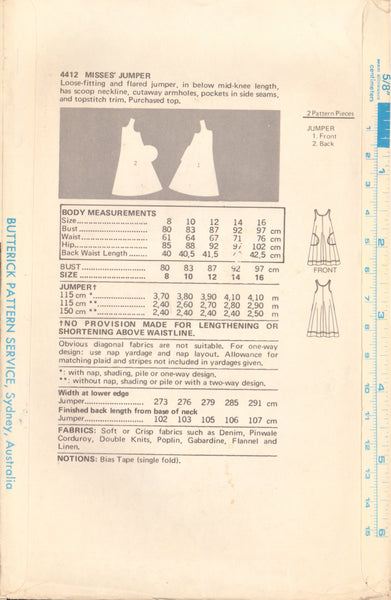 4412 MISSES' JUMPER
Loose-fitting and flared jumper, in below mid-knee length,
has scoop neckline, cutaway armholes, pockets in side seams,
and topstitch trim. Purchased top.
2 Pattern Pieces
JUMPER
1. Front
2. Back
2
1
FRONT
BODY MEASUREMENTS
Size 8 10 12 14 16
Bust 80 83 87 92 97 cm
Waist 61 64 67 71 76 cm
Hip 85 88 92 97 102 cm
Back Waist Length 40 40,5 41,5 42,5 cm
BUST 80 83 87 92 97 cm
SIZE 8 10 12 14 16
JUMPER†
115 cm * 3,70 3,80 3,90 4,10 4,10 m
115 cm ** 2,40 2,60 2,70 2,80 2,90 m
150 cm ** 2,40 2,40 2,40 2,40 2,50 m
†NO PROVISION MADE FOR LENGTHENING OR
SHORTENING ABOVE WAISTLINE.
Obvious diagonal fabrics are not suitable. For one-way
design: use nap yardage and nap layout. Allowance for
matching plaid and stripes not included in yardages given.
*: with nap, shading, pile or one-way design.
**: without nap, shading, pile or with a two-way design.
Width at lower edge
Jumper 273 276 279 285 291 cm
Finished back length from base of neck
Jumper 102 103 105 106 107 cm
FABRICS: Soft or Crisp fabrics such as Denim, Pinwale
Corduroy, Double Knits, Poplin, Gabardine, Flannel and
Linen.
NOTIONS: Bias Tape (single fold).
BUTTERICK PATTERN SERVICE, Sydney, Australia
5/8"
centimeters